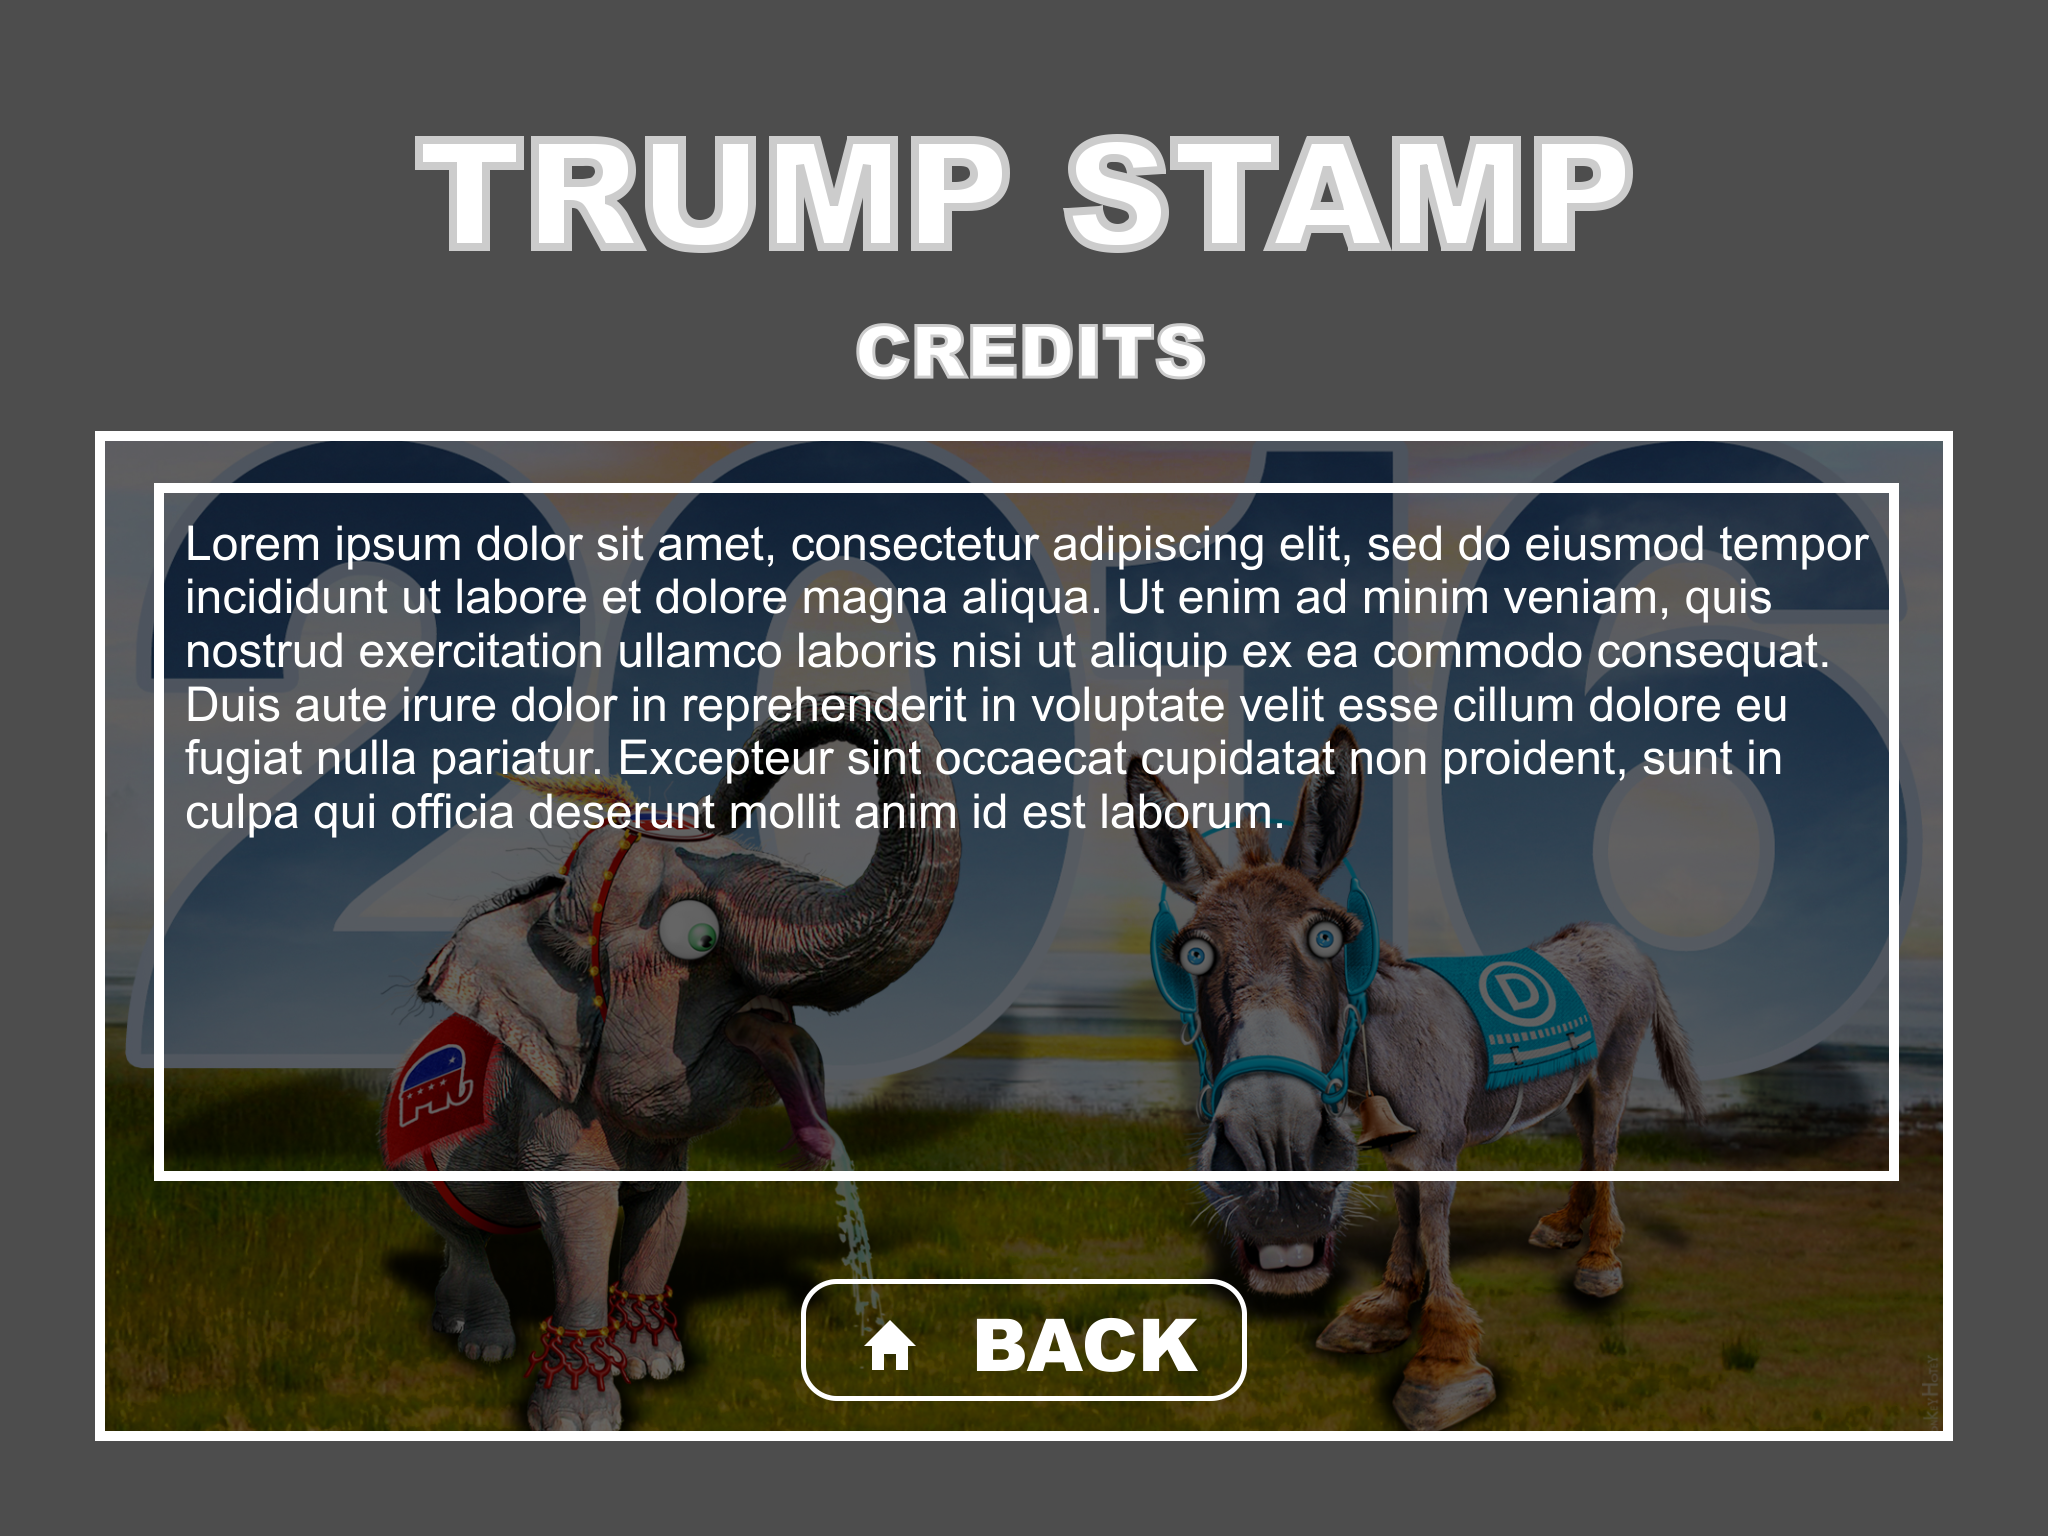 TRUMP STAMP
CREDITS
2016
Lorem ipsum dolor sit amet, consectetur adipiscing elit, sed do eiusmod tempor
incididunt ut labore et dolore magna aliqua. Ut enim ad minim veniam, quis
nostrud exercitation ullamco laboris nisi ut aliquip ex ea commodo consequat.
Duis aute irure dolor in reprehenderit in voluptate velit esse cillum dolore eu
fugiat nulla pariatur. Excepteur sint occaecat cupidatat non proident, sunt in
culpa qui officia deserunt mollit anim id est laborum.
D
BACK